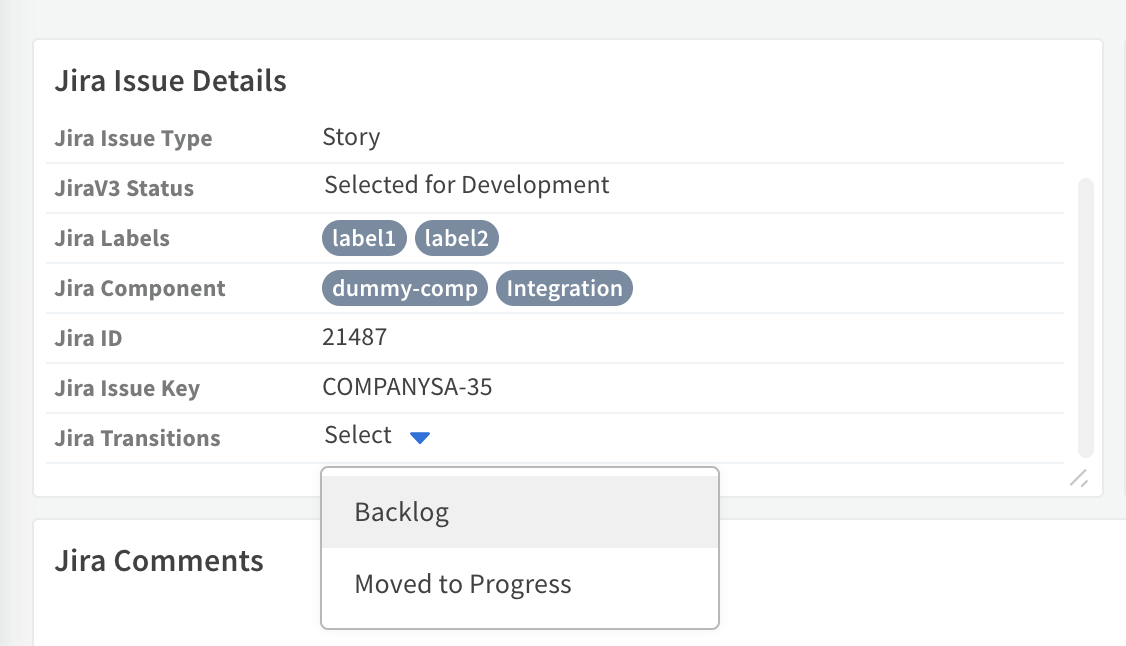 Jira Issue Details
Jira Issue Type Story
JiraV3 Status Selected for Development
Jira Labels label1 label2
Jira Component dummy-comp Integration
Jira ID 21487
Jira Issue Key COMPANYSA-35
Jira Transitions Select
Backlog
Moved to Progress
Jira Comments